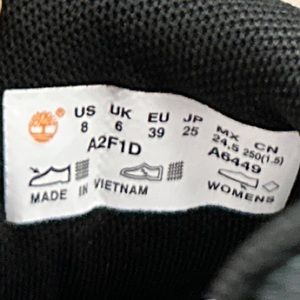 US UK EU JP MX CN
8 6 39 25 24,5 250(1.5)
A2F1D A6449
MADE IN VIETNAM WOMENS